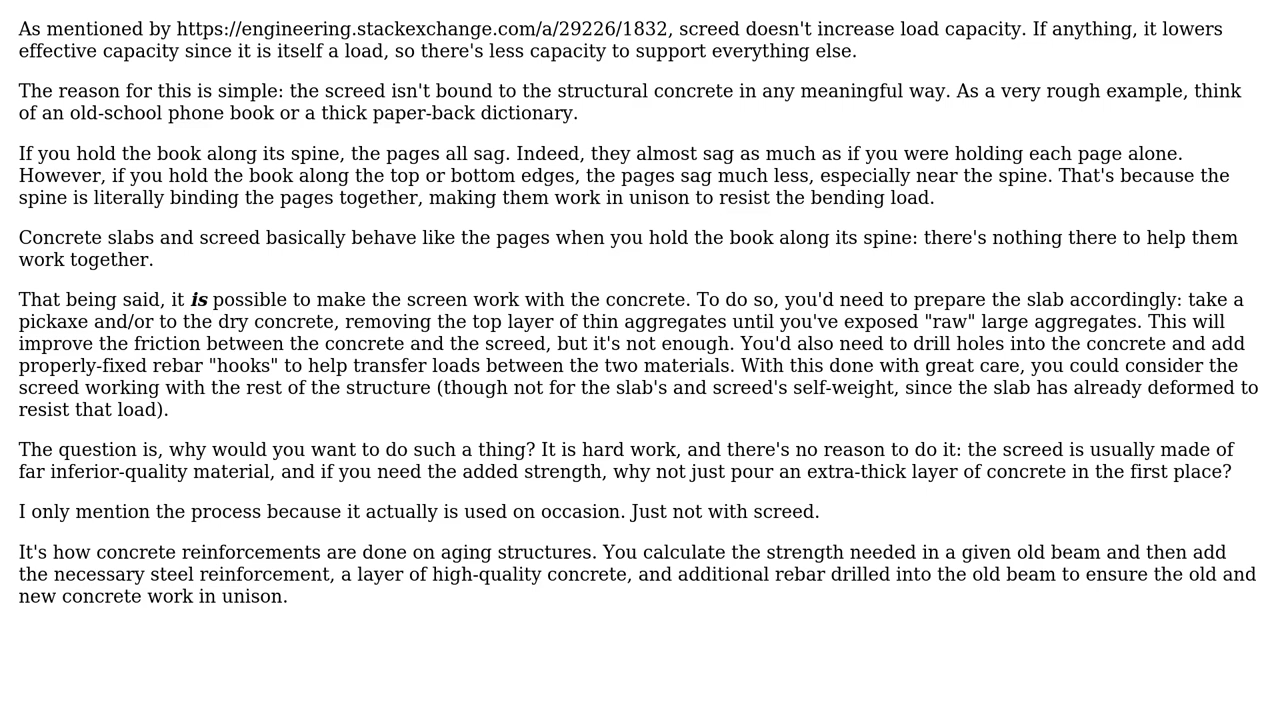 As mentioned by https://engineering.stackexchange.com/a/29226/1832, screed doesn't increase load capacity. If anything, it lowers
effective capacity since it is itself a load, so there's less capacity to support everything else.
The reason for this is simple: the screed isn't bound to the structural concrete in any meaningful way. As a very rough example, think
of an old-school phone book or a thick paper-back dictionary.
If you hold the book along its spine, the pages all sag. Indeed, they almost sag as much as if you were holding each page alone.
However, if you hold the book along the top or bottom edges, the pages sag much less, especially near the spine. That's because the
spine is literally binding the pages together, making them work in unison to resist the bending load.
Concrete slabs and screed basically behave like the pages when you hold the book along its spine: there's nothing there to help them
work together.
That being said, it is possible to make the screen work with the concrete. To do so, you'd need to prepare the slab accordingly: take a
pickaxe and/or to the dry concrete, removing the top layer of thin aggregates until you've exposed "raw" large aggregates. This will
improve the friction between the concrete and the screed, but it's not enough. You'd also need to drill holes into the concrete and add
properly-fixed rebar "hooks" to help transfer loads between the two materials. With this done with great care, you could consider the
screed working with the rest of the structure (though not for the slab's and screed's self-weight, since the slab has already deformed to
resist that load).
The question is, why would you want to do such a thing? It is hard work, and there's no reason to do it: the screed is usually made of
far inferior-quality material, and if you need the added strength, why not just pour an extra-thick layer of concrete in the first place?
I only mention the process because it actually is used on occasion. Just not with screed.
It's how concrete reinforcements are done on aging structures. You calculate the strength needed in a given old beam and then add
the necessary steel reinforcement, a layer of high-quality concrete, and additional rebar drilled into the old beam to ensure the old and
new concrete work in unison.